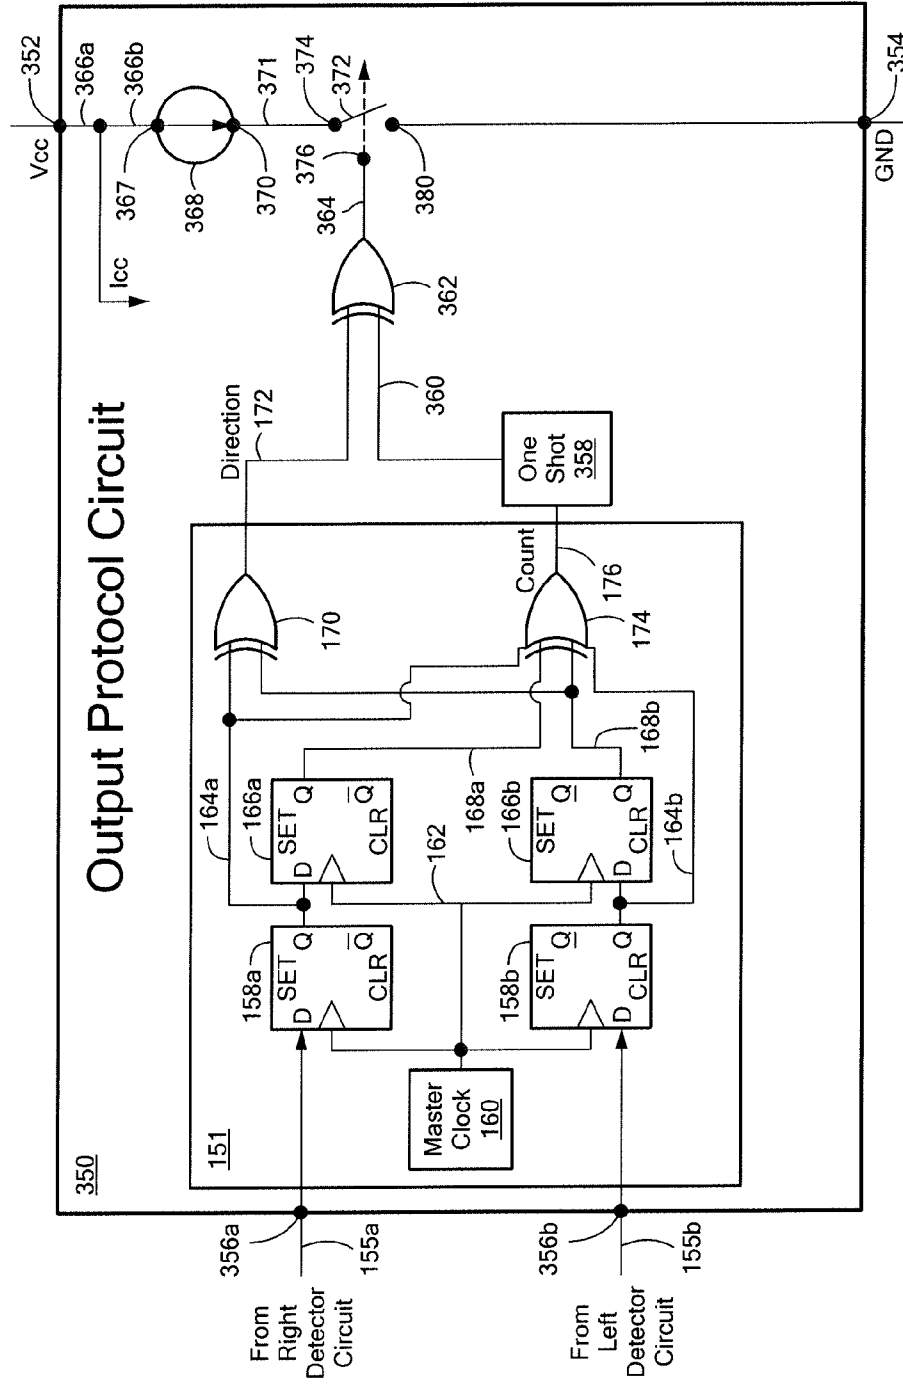 Output Protocol Circuit
350
151
From
Right
Detector
Circuit
356a
155a
From
Left
Detector
Circuit
356b
155b
Master
Clock
160
158a
SET
D
Q
Q
CLR
164a
166a
SET
D
Q
Q
CLR
162
168a
158b
SET
Q
D
Q
CLR
166b
SET
Q
D
Q
CLR
164b
168b
170
Direction
172
Count
174
176
One
Shot
358
360
362
364
Icc
Vcc
352
366a
366b
367
368
370
371
374
372
376
380
354
GND